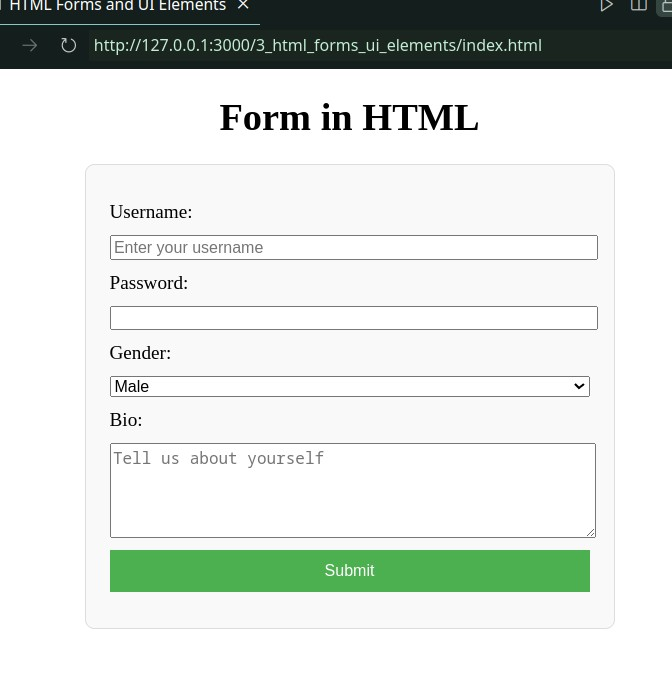 HTML Forms and UI Elements
http://127.0.0.1:3000/3_html_forms_ui_elements/index.html
Form in HTML
Username:
Enter your username
Password:
Gender:
Male
Bio:
Tell us about yourself
Submit